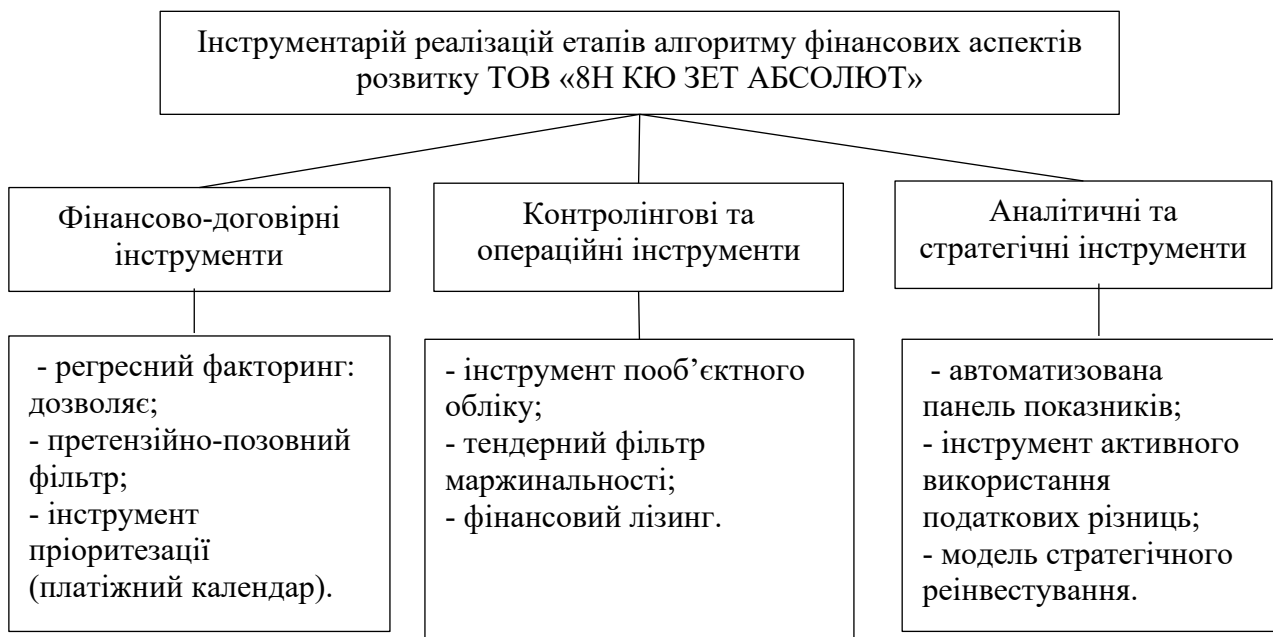 Інструментарій реалізацій етапів алгоритму фінансових аспектів
розвитку ТОВ «8Н КЮ ЗЕТ АБСОЛЮТ»
Фінансово-договірні
інструменти
Контролінгові та
операційні інструменти
Аналітичні та
стратегічні інструменти
- регресний факторинг:
дозволяє;
- претензійно-позовний
фільтр;
- інструмент
пріоритезації
(платіжний календар).
- інструмент пооб’єктного
обліку;
- тендерний фільтр
маржинальності;
- фінансовий лізинг.
- автоматизована
панель показників;
- інструмент активного
використання
податкових різниць;
- модель стратегічного
реінвестування.